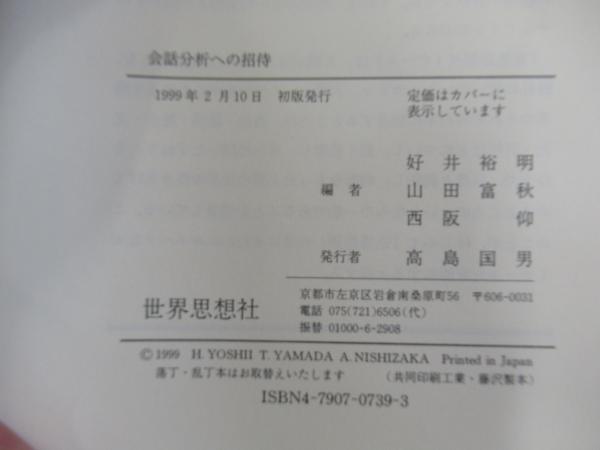 会話分析への招待
1999年2月10日 初版発行 定価はカバーに
表示しています
好井裕明
編者 山田富秋
西阪仰
発行者 高島国男
世界思想社
京都市左京区岩倉南桑原町56 〒606-0031
電話 075(721)6506(代)
振替 01000-6-2908
©1999 H. YOSHII T. YAMADA A. NISHIZAKA Printed in Japan
落丁・乱丁本はお取替えいたします (共同印刷工業・藤沢製本)
ISBN4-7907-0739-3